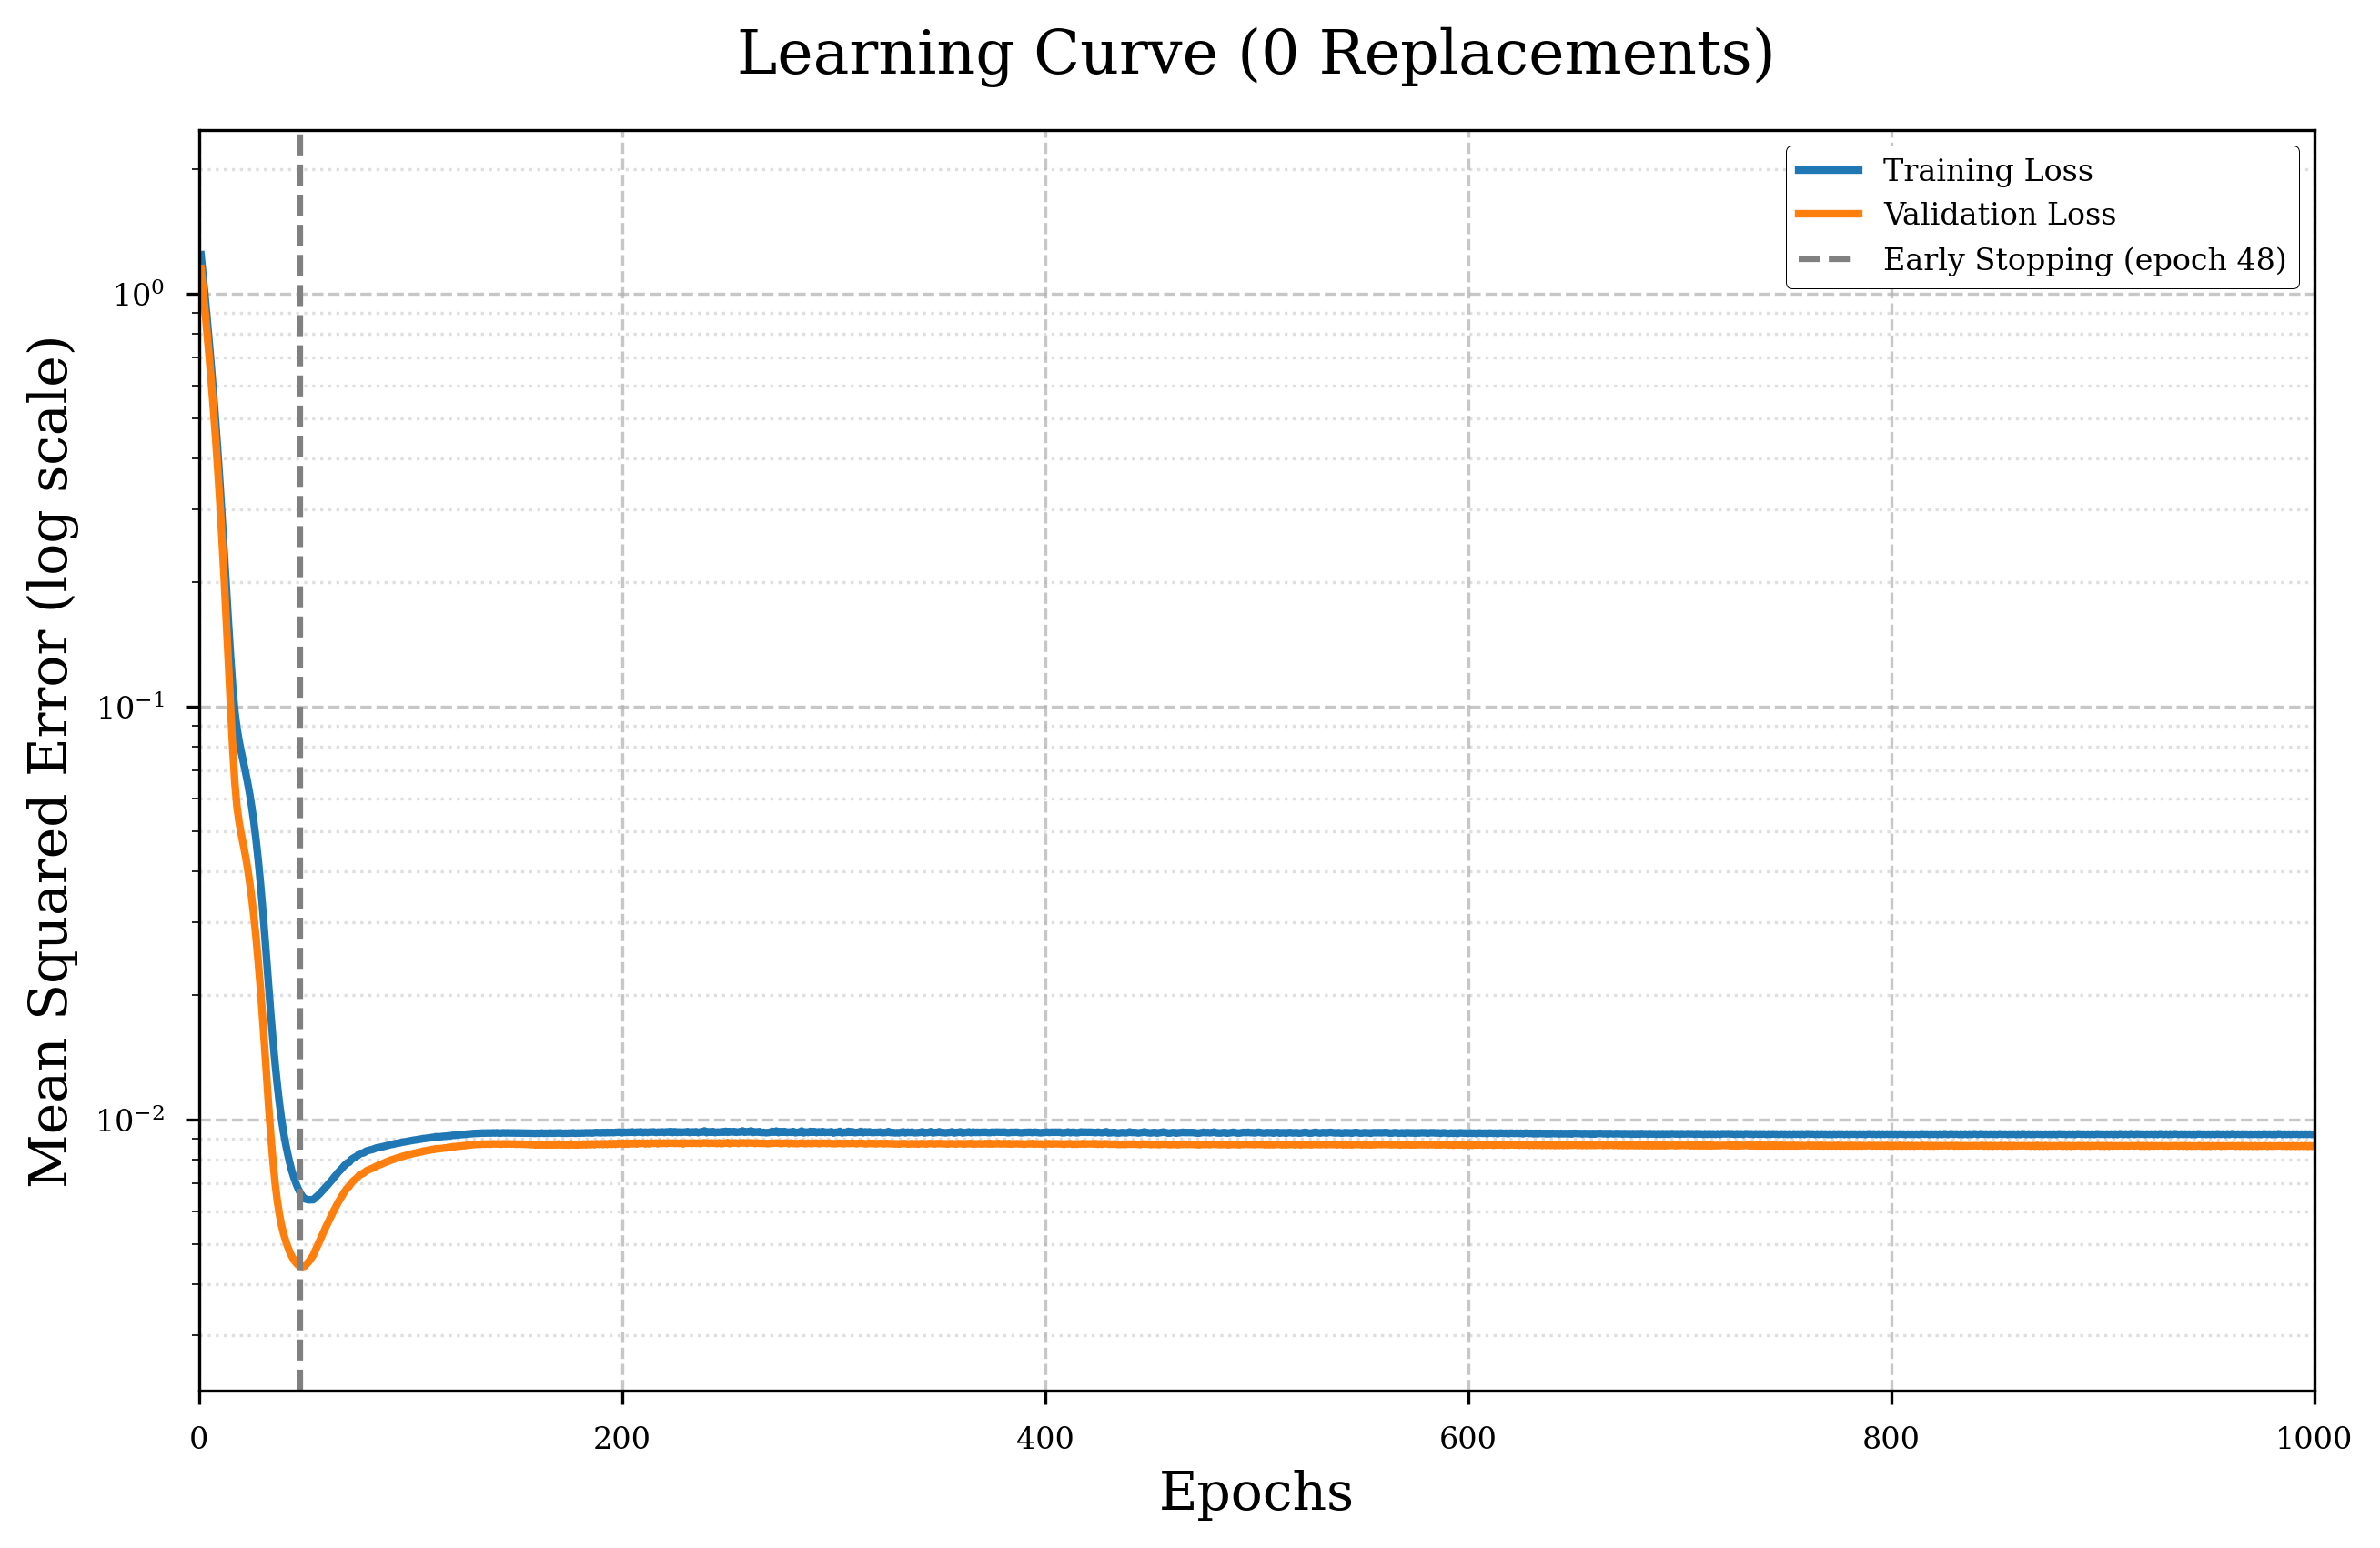 Learning Curve (0 Replacements)
Training Loss
Validation Loss
Early Stopping (epoch 48)
Mean Squared Error (log scale)
10⁰
10⁻¹
10⁻²
0 200 400 600 800 1000
Epochs